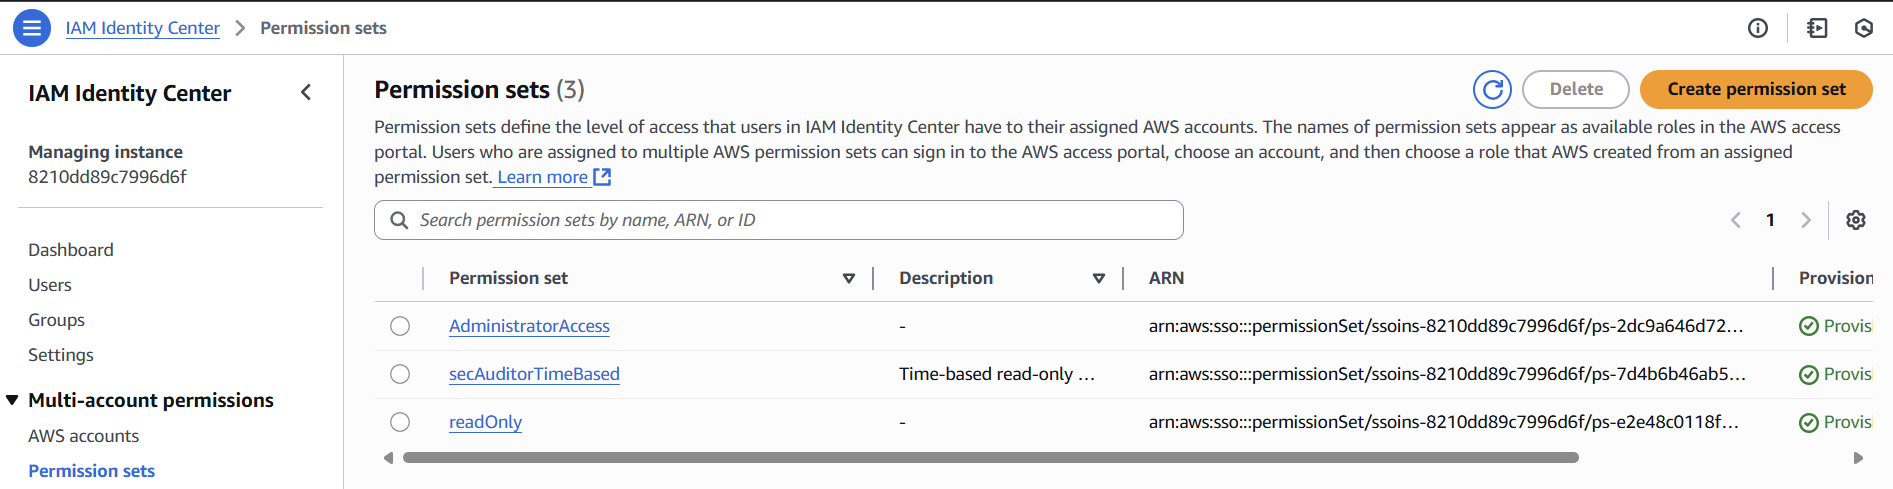 IAM Identity Center > Permission sets
IAM Identity Center
Managing instance
8210dd89c7996d6f
Dashboard
Users
Groups
Settings
Multi-account permissions
AWS accounts
Permission sets
Permission sets (3)
Delete
Create permission set
Permission sets define the level of access that users in IAM Identity Center have to their assigned AWS accounts. The names of permission sets appear as available roles in the AWS access
portal. Users who are assigned to multiple AWS permission sets can sign in to the AWS access portal, choose an account, and then choose a role that AWS created from an assigned
permission set. Learn more
Search permission sets by name, ARN, or ID
1
Permission set Description ARN Provision
AdministratorAccess - arn:aws:sso:::permissionSet/ssoins-8210dd89c7996d6f/ps-2dc9a646d72... Provisi
secAuditorTimeBased Time-based read-only ... arn:aws:sso:::permissionSet/ssoins-8210dd89c7996d6f/ps-7d4b6b46ab5... Provisi
readOnly - arn:aws:sso:::permissionSet/ssoins-8210dd89c7996d6f/ps-e2e48c0118f... Provisi